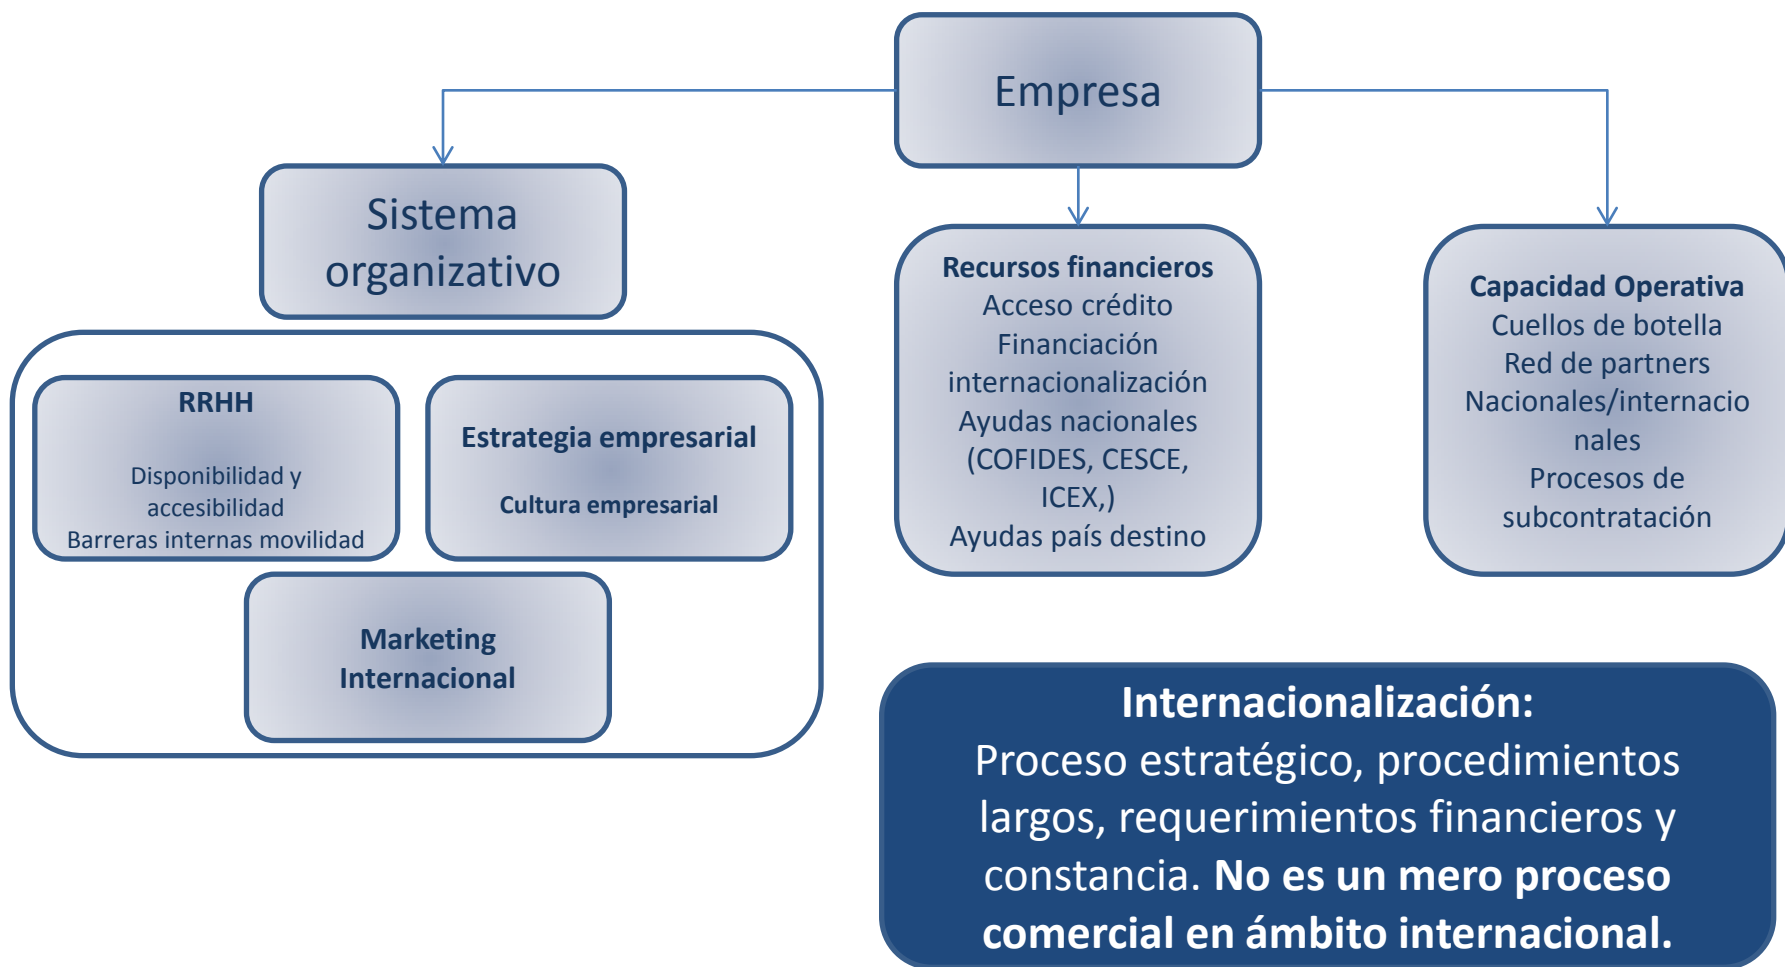 Empresa
Sistema
organizativo
RRHH
Disponibilidad y
accesibilidad
Barreras internas movilidad
Estrategia empresarial
Cultura empresarial
Marketing
Internacional
Recursos financieros
Acceso crédito
Financiación
internacionalización
Ayudas nacionales
(COFIDES, CESCE,
ICEX,)
Ayudas país destino
Capacidad Operativa
Cuellos de botella
Red de partners
Nacionales/internacio
nales
Procesos de
subcontratación
Internacionalización:
Proceso estratégico, procedimientos
largos, requerimientos financieros y
constancia. No es un mero proceso
comercial en ámbito internacional.